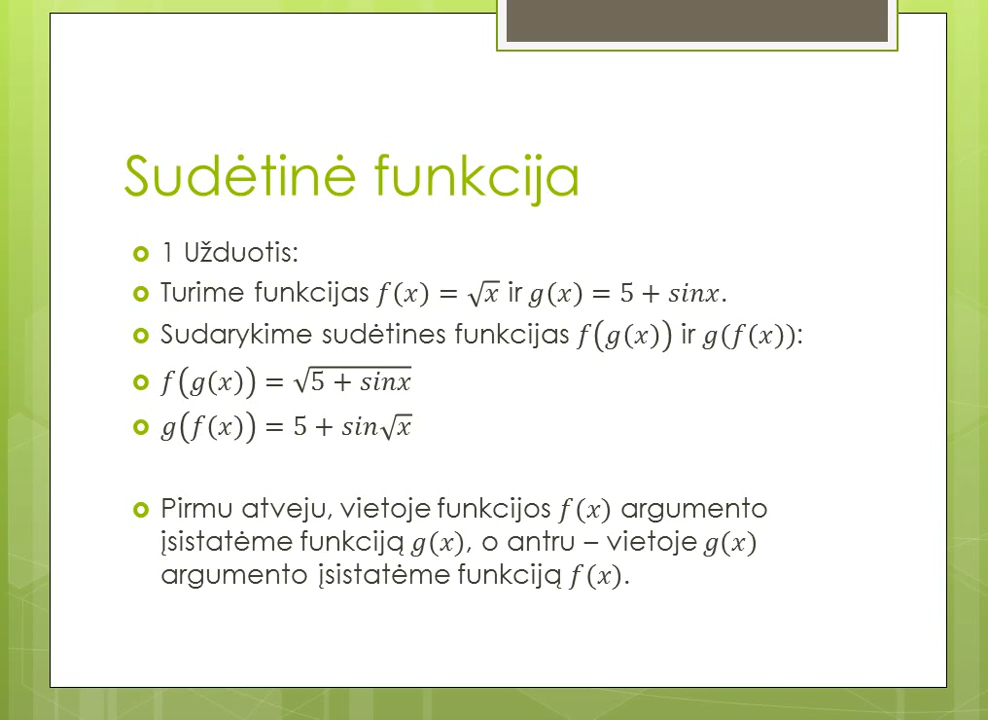 Sudėtinė funkcija
1 Užduotis:
Turime funkcijas f(x) = √x ir g(x) = 5 + sinx.
Sudarykime sudėtines funkcijas f(g(x)) ir g(f(x)):
f(g(x)) = √(5 + sinx)
g(f(x)) = 5 + sin√x
Pirmu atveju, vietoje funkcijos f(x) argumento
įsistatėme funkciją g(x), o antru – vietoje g(x)
argumento įsistatėme funkciją f(x).